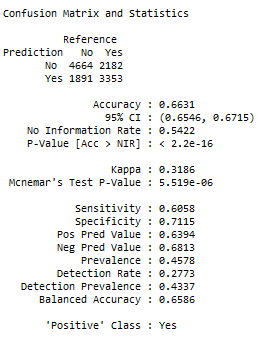 Confusion Matrix and Statistics
Reference
Prediction No Yes
No 4664 2182
Yes 1891 3353
Accuracy : 0.6631
95% CI : (0.6546, 0.6715)
No Information Rate : 0.5422
P-Value [Acc > NIR] : < 2.2e-16
Kappa : 0.3186
Mcnemar's Test P-Value : 5.519e-06
Sensitivity : 0.6058
Specificity : 0.7115
Pos Pred Value : 0.6394
Neg Pred Value : 0.6813
Prevalence : 0.4578
Detection Rate : 0.2773
Detection Prevalence : 0.4337
Balanced Accuracy : 0.6586
'Positive' Class : Yes